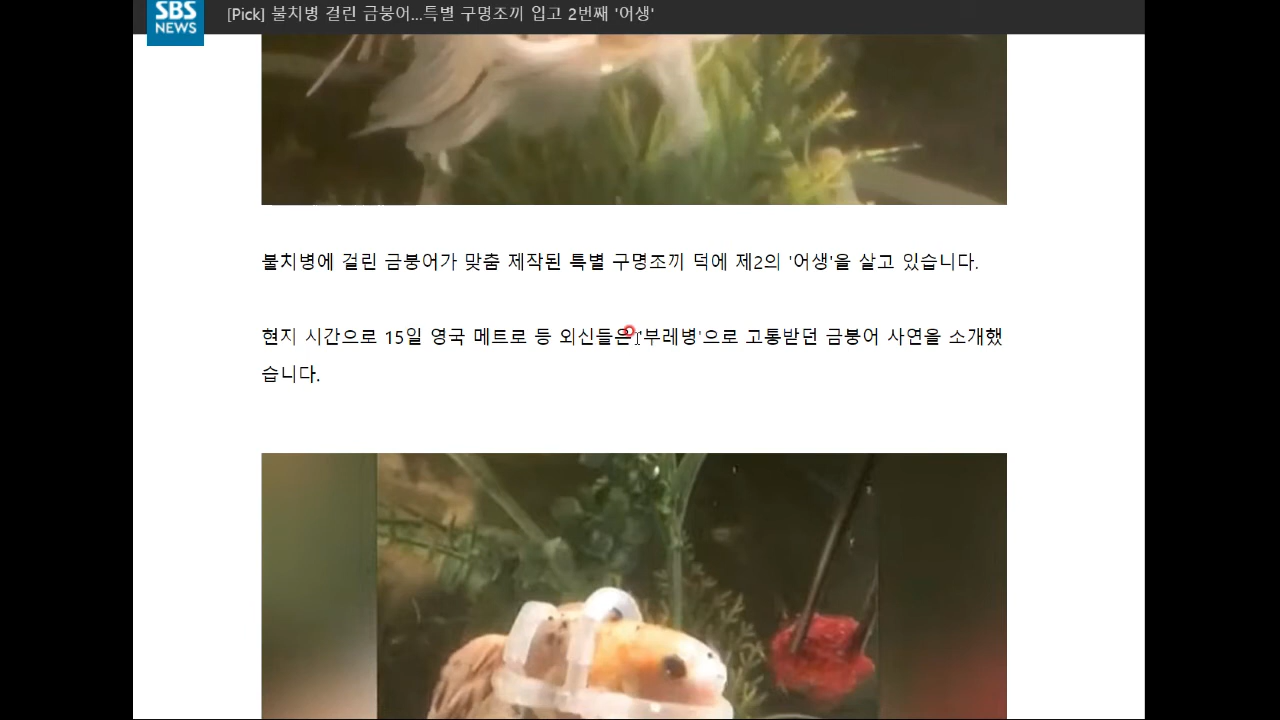 SBS
NEWS
[Pick] 불치병 걸린 금붕어...특별 구명조끼 입고 2번째 '어생'
불치병에 걸린 금붕어가 맞춤 제작된 특별 구명조끼 덕에 제2의 '어생'을 살고 있습니다.
현지 시간으로 15일 영국 메트로 등 외신들은 '부레병'으로 고통받던 금붕어 사연을 소개했
습니다.